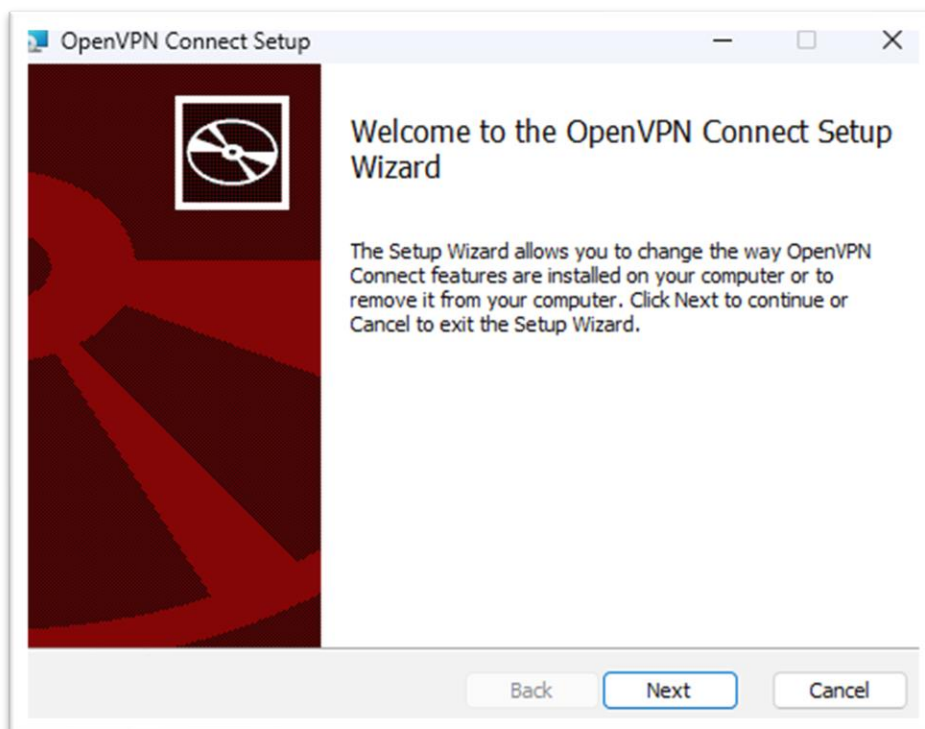 OpenVPN Connect Setup
Welcome to the OpenVPN Connect Setup
Wizard
The Setup Wizard allows you to change the way OpenVPN
Connect features are installed on your computer or to
remove it from your computer. Click Next to continue or
Cancel to exit the Setup Wizard.
Back Next Cancel